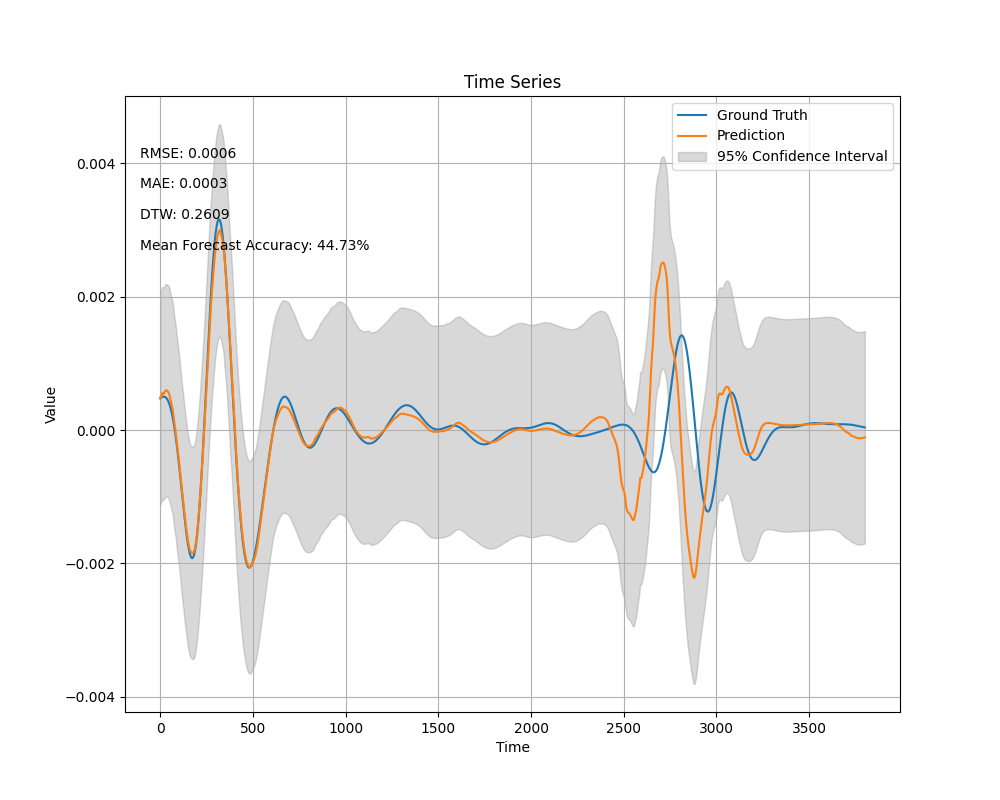 Time Series
Ground Truth
Prediction
95% Confidence Interval
RMSE: 0.0006
MAE: 0.0003
DTW: 0.2609
Mean Forecast Accuracy: 44.73%
Value
0.004
0.002
0.000
−0.002
−0.004
0 500 1000 1500 2000 2500 3000 3500
Time